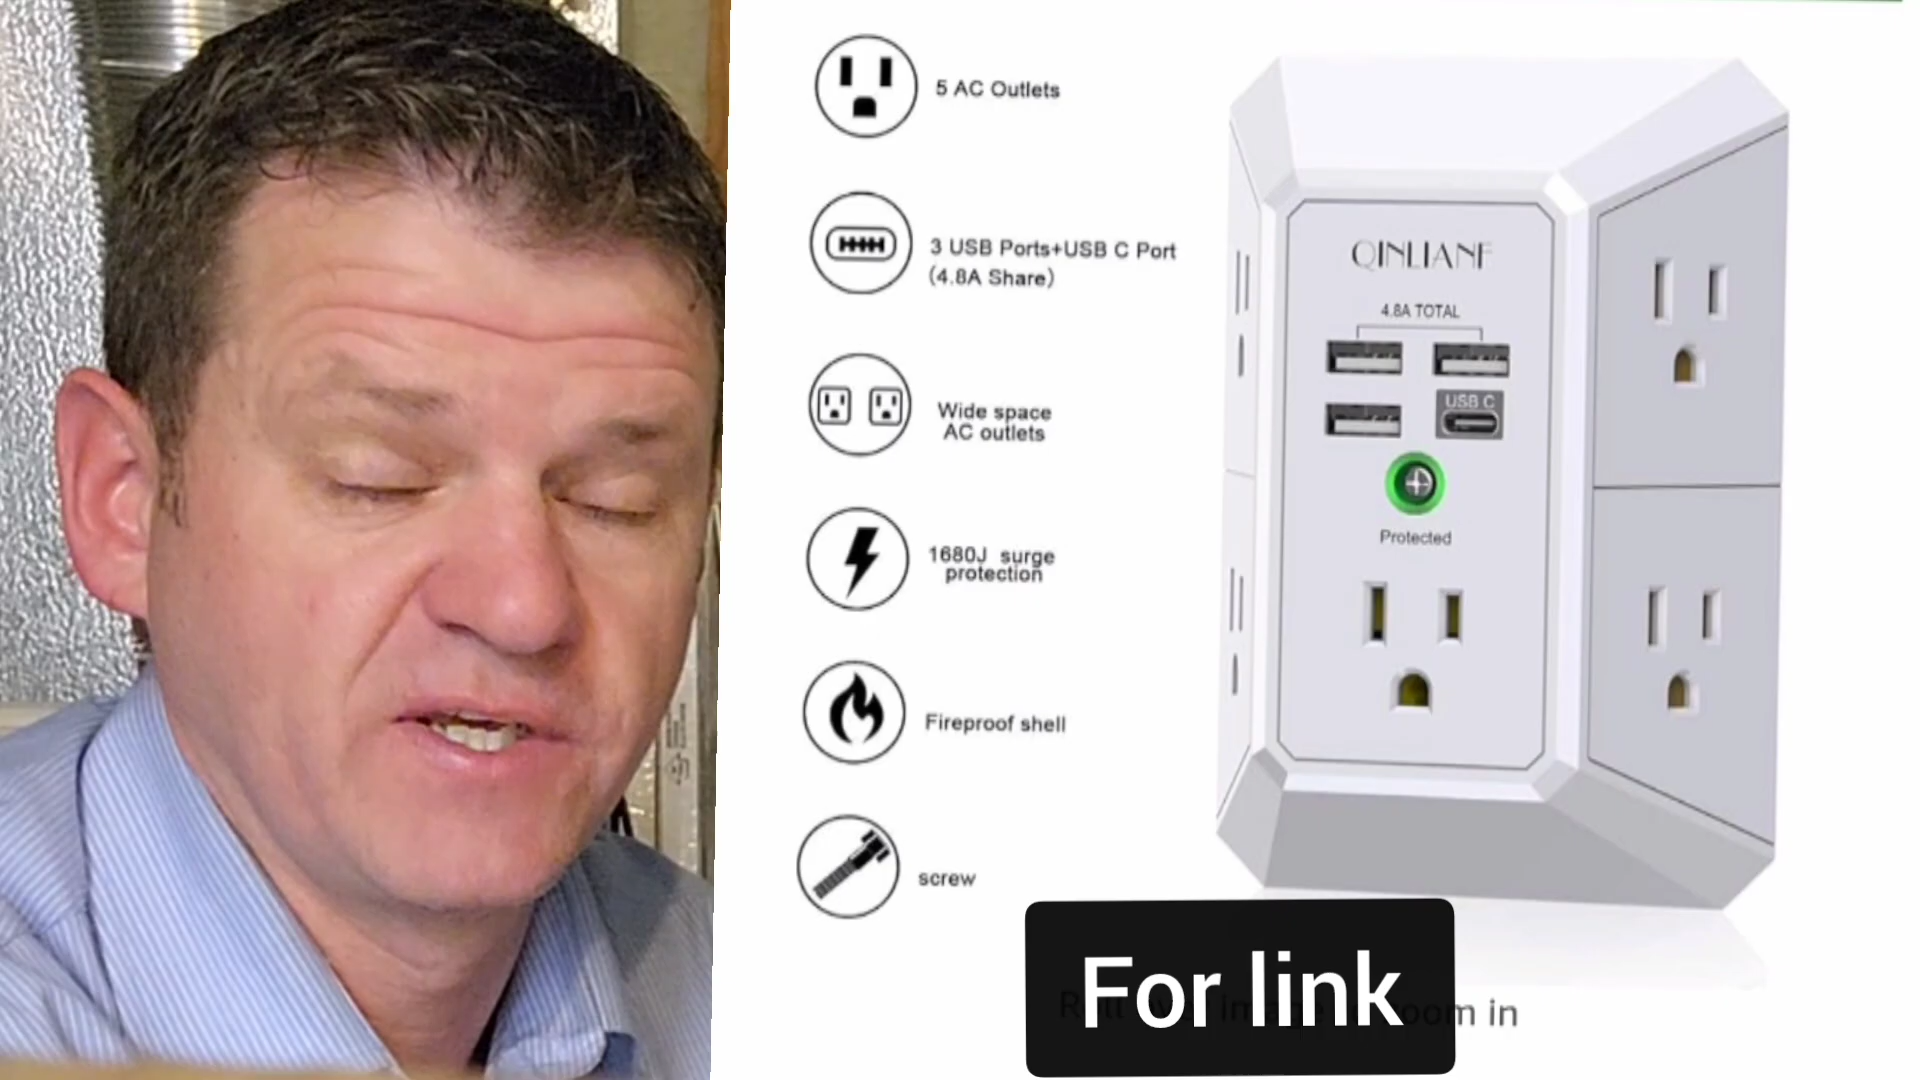 5 AC Outlets
3 USB Ports+USB C Port
(4.8A Share)
Wide space
AC outlets
1680J surge
protection
Fireproof shell
screw
QINLIANF
4.8A TOTAL
USB C
Protected
For link
in